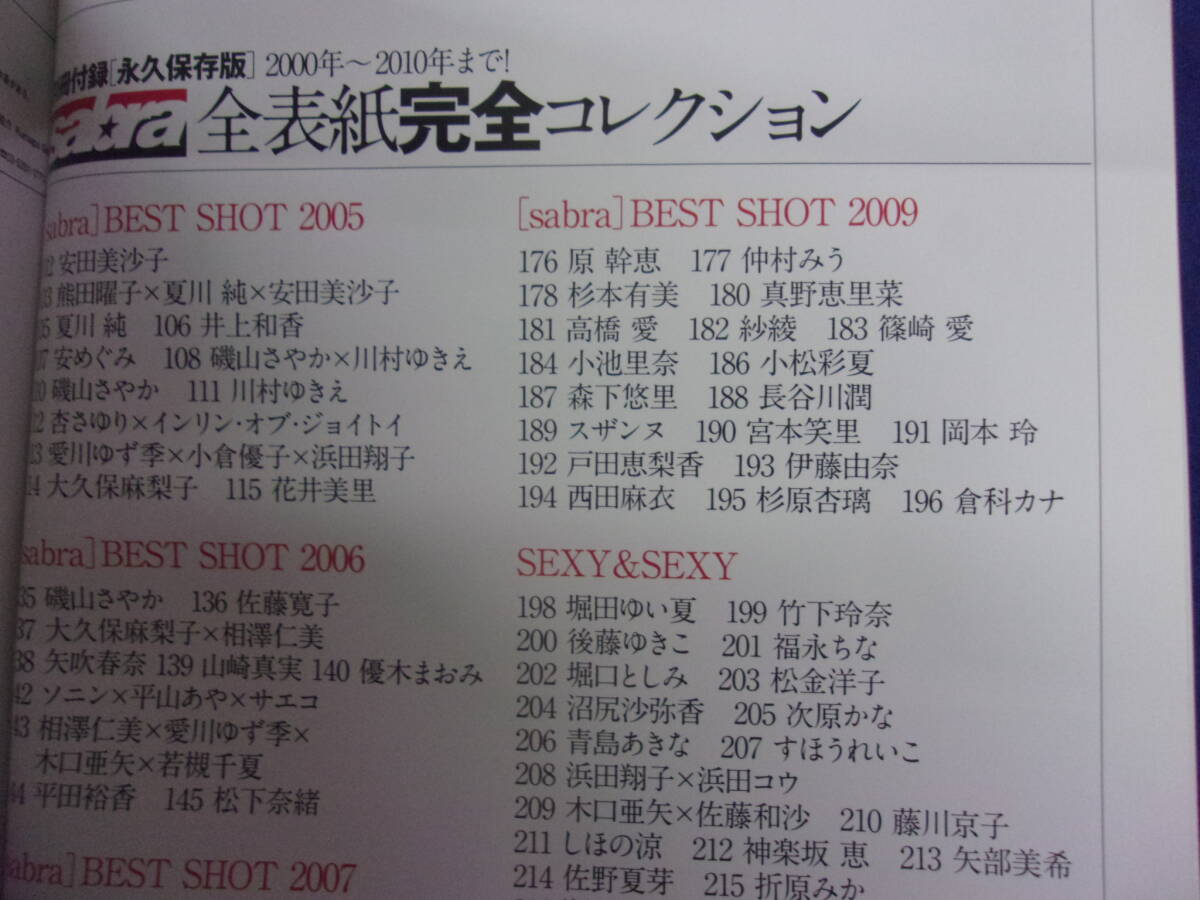 冊付録[永久保存版] 2000年～2010年まで!
sabra 全表紙完全コレクション
sabra]BEST SHOT 2005
安田美沙子
熊田曜子×夏川 純×安田美沙子
夏川 純 106 井上和香
安めぐみ 108 磯山さやか×川村ゆきえ
磯山さやか 111 川村ゆきえ
杏さゆり×インリン・オブ・ジョイトイ
愛川ゆず季×小倉優子×浜田翔子
大久保麻梨子 115 花井美里
sabra]BEST SHOT 2006
磯山さやか 136 佐藤寛子
大久保麻梨子×相澤仁美
矢吹春奈 139 山崎真実 140 優木まおみ
ソニン×平山あや×サエコ
相澤仁美×愛川ゆず季×
木口亜矢×若槻千夏
平田裕香 145 松下奈緒
sabra]BEST SHOT 2007
[sabra]BEST SHOT 2009
176 原 幹恵 177 仲村みう
178 杉本有美 180 真野恵里菜
181 高橋 愛 182 紗綾 183 篠崎 愛
184 小池里奈 186 小松彩夏
187 森下悠里 188 長谷川潤
189 スザンヌ 190 宮本笑里 191 岡本 玲
192 戸田恵梨香 193 伊藤由奈
194 西田麻衣 195 杉原杏璃 196 倉科カナ
SEXY&SEXY
198 堀田ゆい夏 199 竹下玲奈
200 後藤ゆきこ 201 福永ちな
202 堀口としみ 203 松金洋子
204 沼尻沙弥香 205 次原かな
206 青島あきな 207 すほうれいこ
208 浜田翔子×浜田コウ
209 木口亜矢×佐藤和沙 210 藤川京子
211 しほの涼 212 神楽坂 恵 213 矢部美希
214 佐野夏芽 215 折原みか